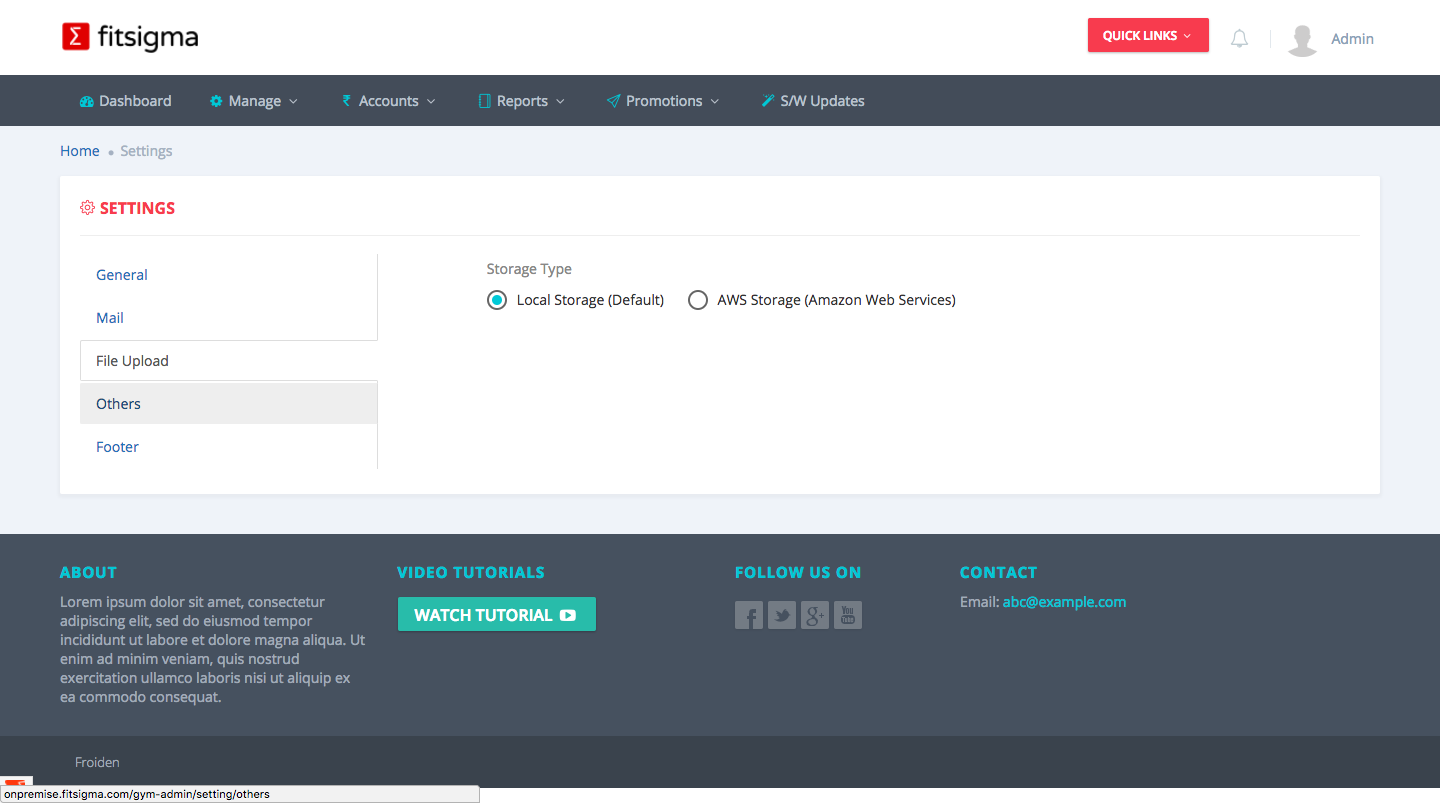 Σ fitsigma
QUICK LINKS
Admin
Dashboard Manage Accounts Reports Promotions S/W Updates
Home • Settings
SETTINGS
General
Mail
File Upload
Others
Footer
Storage Type
Local Storage (Default) AWS Storage (Amazon Web Services)
ABOUT
Lorem ipsum dolor sit amet, consectetur
adipiscing elit, sed do eiusmod tempor
incididunt ut labore et dolore magna aliqua. Ut
enim ad minim veniam, quis nostrud
exercitation ullamco laboris nisi ut aliquip ex
ea commodo consequat.
VIDEO TUTORIALS
WATCH TUTORIAL
FOLLOW US ON
f g+ You Tube
CONTACT
Email: abc@example.com
Froiden
onpremise.fitsigma.com/gym-admin/setting/others